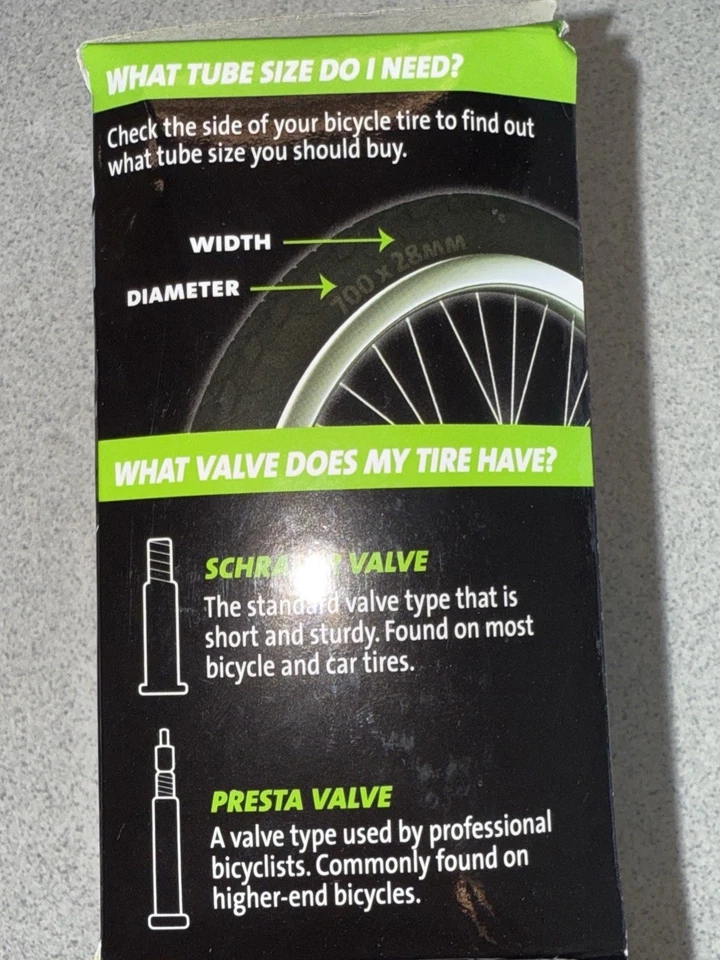 WHAT TUBE SIZE DO I NEED?
Check the side of your bicycle tire to find out
what tube size you should buy.
WIDTH
DIAMETER
700 x 28MM
WHAT VALVE DOES MY TIRE HAVE?
VALVE
The standard valve type that is
short and sturdy. Found on most
bicycle and car tires.
PRESTA VALVE
A valve type used by professional
bicyclists. Commonly found on
higher-end bicycles.